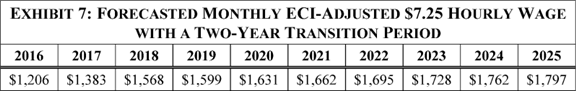 EXHIBIT 7: FORECASTED MONTHLY ECI-ADJUSTED $7.25 HOURLY WAGE
WITH A TWO-YEAR TRANSITION PERIOD
2016 2017 2018 2019 2020 2021 2022 2023 2024 2025
$1,206 $1,383 $1,568 $1,599 $1,631 $1,662 $1,695 $1,728 $1,762 $1,797